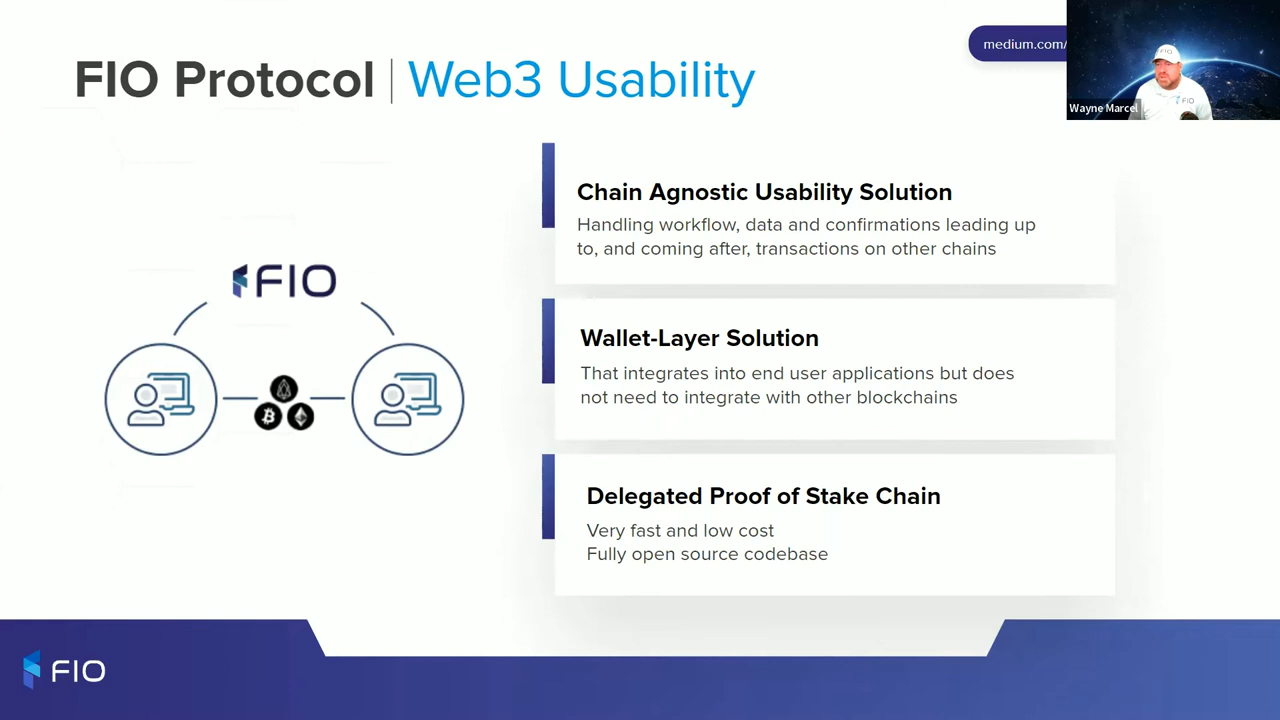 FIO Protocol | Web3 Usability
medium.com/
FIO
Wayne Marcel
FIO
Chain Agnostic Usability Solution
Handling workflow, data and confirmations leading up
to, and coming after, transactions on other chains
FIO
Wallet-Layer Solution
That integrates into end user applications but does
not need to integrate with other blockchains
Delegated Proof of Stake Chain
Very fast and low cost
Fully open source codebase
FIO